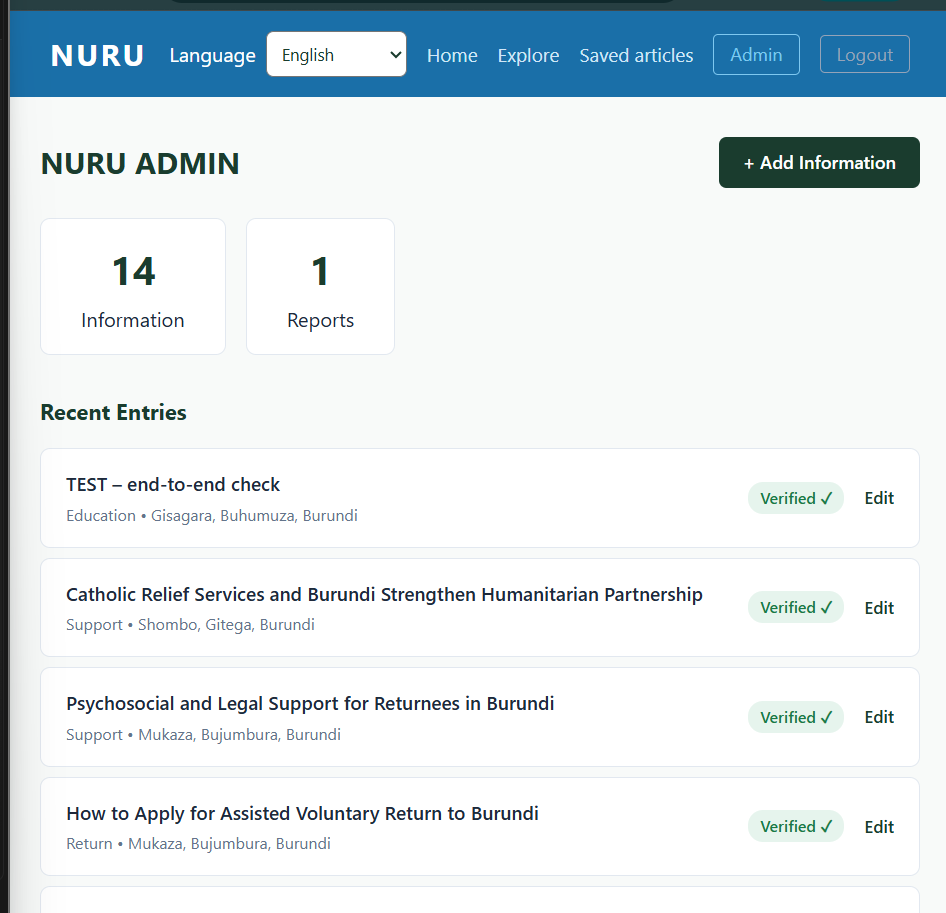 NURU Language English Home Explore Saved articles Admin Logout
NURU ADMIN
+ Add Information
14
Information
1
Reports
Recent Entries
TEST – end-to-end check
Education • Gisagara, Buhumuza, Burundi
Verified ✓ Edit
Catholic Relief Services and Burundi Strengthen Humanitarian Partnership
Support • Shombo, Gitega, Burundi
Verified ✓ Edit
Psychosocial and Legal Support for Returnees in Burundi
Support • Mukaza, Bujumbura, Burundi
Verified ✓ Edit
How to Apply for Assisted Voluntary Return to Burundi
Return • Mukaza, Bujumbura, Burundi
Verified ✓ Edit